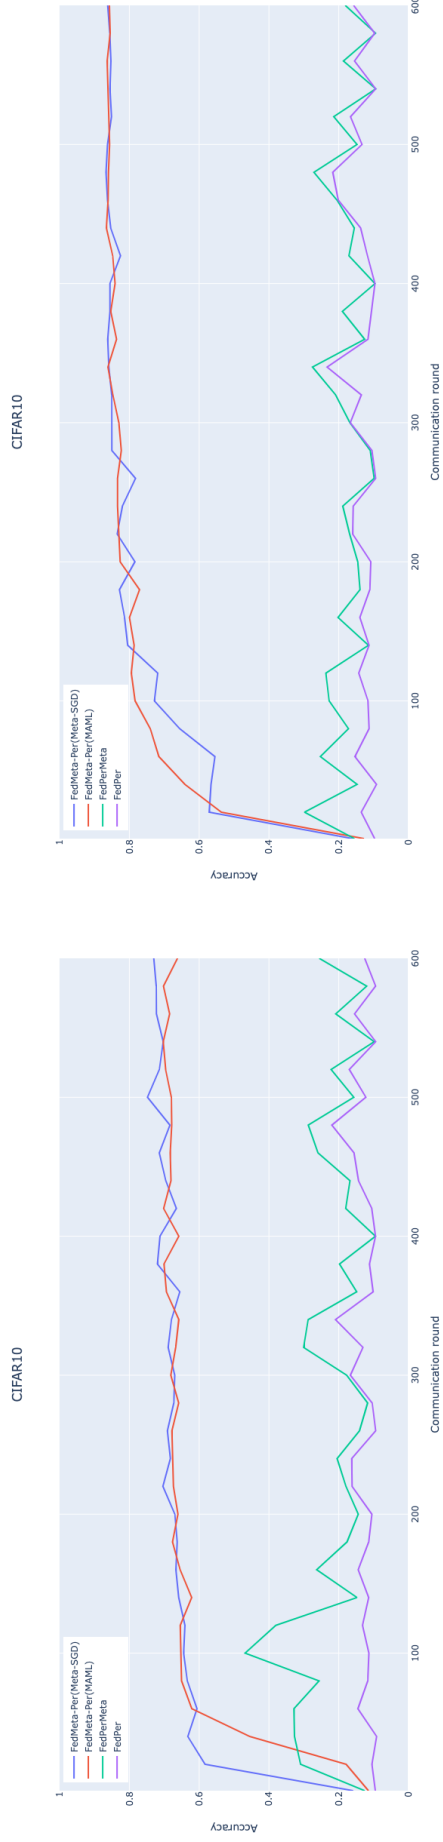 CIFAR10
1
0.8
0.6
0.4
0.2
0
Accuracy
100
200
300
400
500
600
Communication round
FedMeta-Per(Meta-SGD)
FedMeta-Per(MAML)
FedPerMeta
FedPer
CIFAR10
1
0.8
0.6
0.4
0.2
0
Accuracy
100
200
300
400
500
600
Communication round
FedMeta-Per(Meta-SGD)
FedMeta-Per(MAML)
FedPerMeta
FedPer